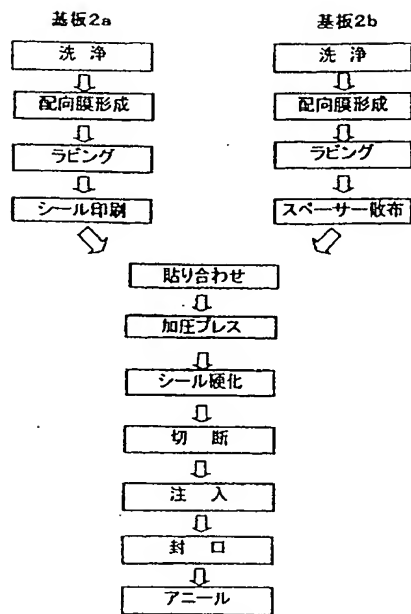 基板2a
洗浄
配向膜形成
ラビング
シール印刷
基板2b
洗浄
配向膜形成
ラビング
スペーサー散布
貼り合わせ
加圧プレス
シール硬化
切断
注入
封口
アニール